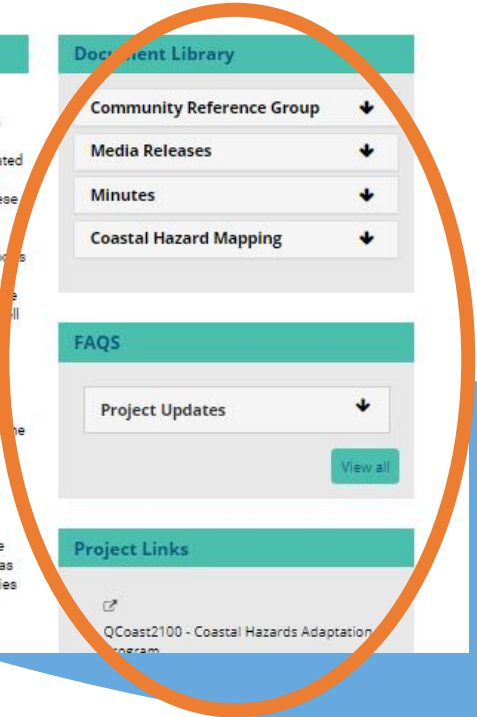 Document Library
Community Reference Group
Media Releases
Minutes
Coastal Hazard Mapping
FAQS
Project Updates
View all
Project Links
QCoast2100 - Coastal Hazards Adaptation
Program